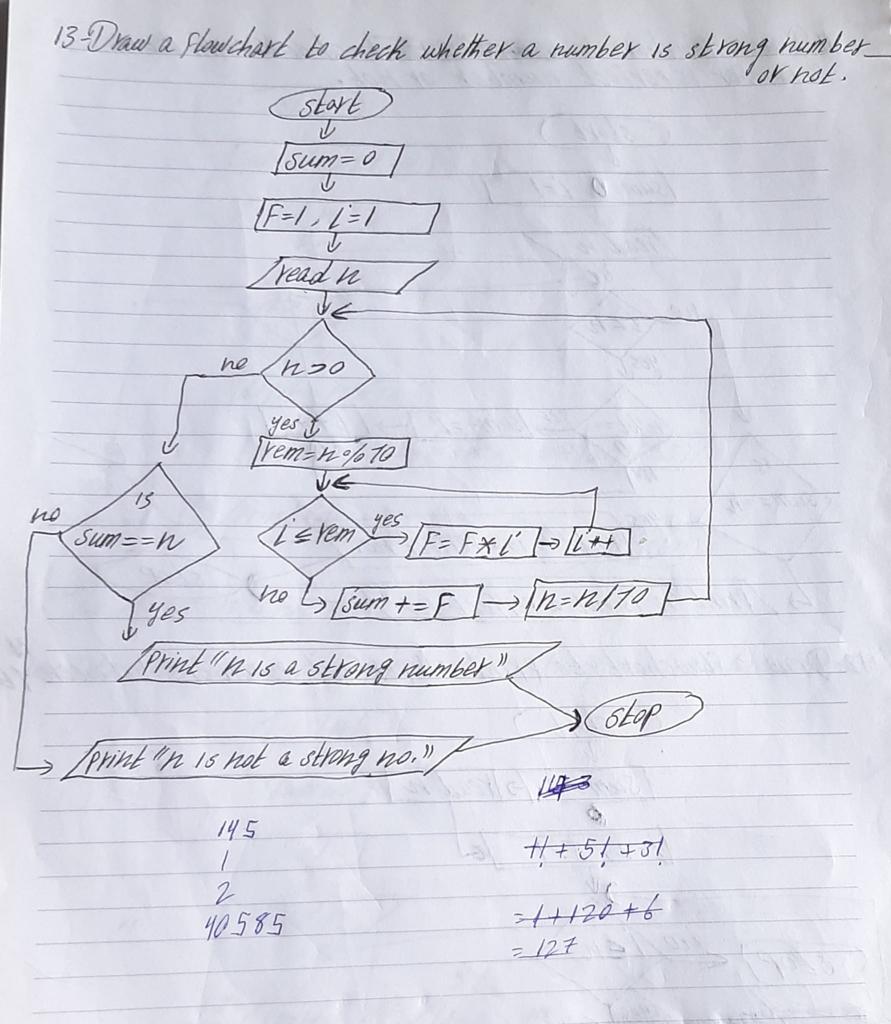 13-Draw a flowchart to check whether a number is strong number
or not.
start
sum=0
F=1, i=1
read n
n>0
no
yes
rem=n%10
is
sum==n
no
yes
i≤rem
yes
F=F*i
i++
no
sum+=F
n=n/10
print "n is a strong number"
stop
print "n is not a strong no."
145
1
2
40585
1!+5!+3!
=1+120+6
=127